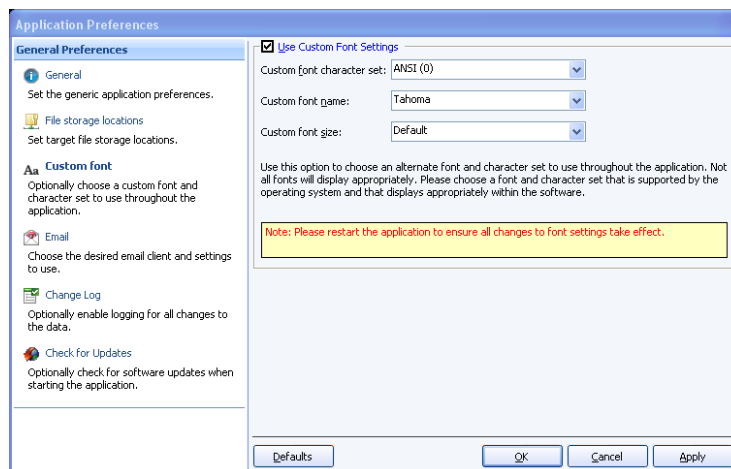 Application Preferences
General Preferences
General
Set the generic application preferences.
File storage locations
Set target file storage locations.
Aa Custom font
Optionally choose a custom font and
character set to use throughout the
application.
Email
Choose the desired email client and settings
to use.
Change Log
Optionally enable logging for all changes to
the data.
Check for Updates
Optionally check for software updates when
starting the application.
Use Custom Font Settings
Custom font character set: ANSI (0)
Custom font name: Tahoma
Custom font size: Default
Use this option to choose an alternate font and character set to use throughout the application. Not
all fonts will display appropriately. Please choose a font and character set that is supported by the
operating system and that displays appropriately within the software.
Note: Please restart the application to ensure all changes to font settings take effect.
Defaults OK Cancel Apply